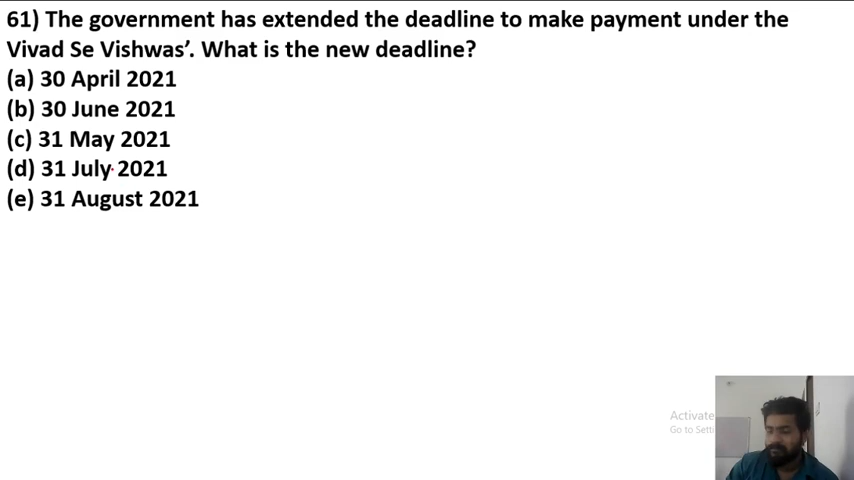 61) The government has extended the deadline to make payment under the
Vivad Se Vishwas’. What is the new deadline?
(a) 30 April 2021
(b) 30 June 2021
(c) 31 May 2021
(d) 31 July 2021
(e) 31 August 2021
Activate
Go to Setti